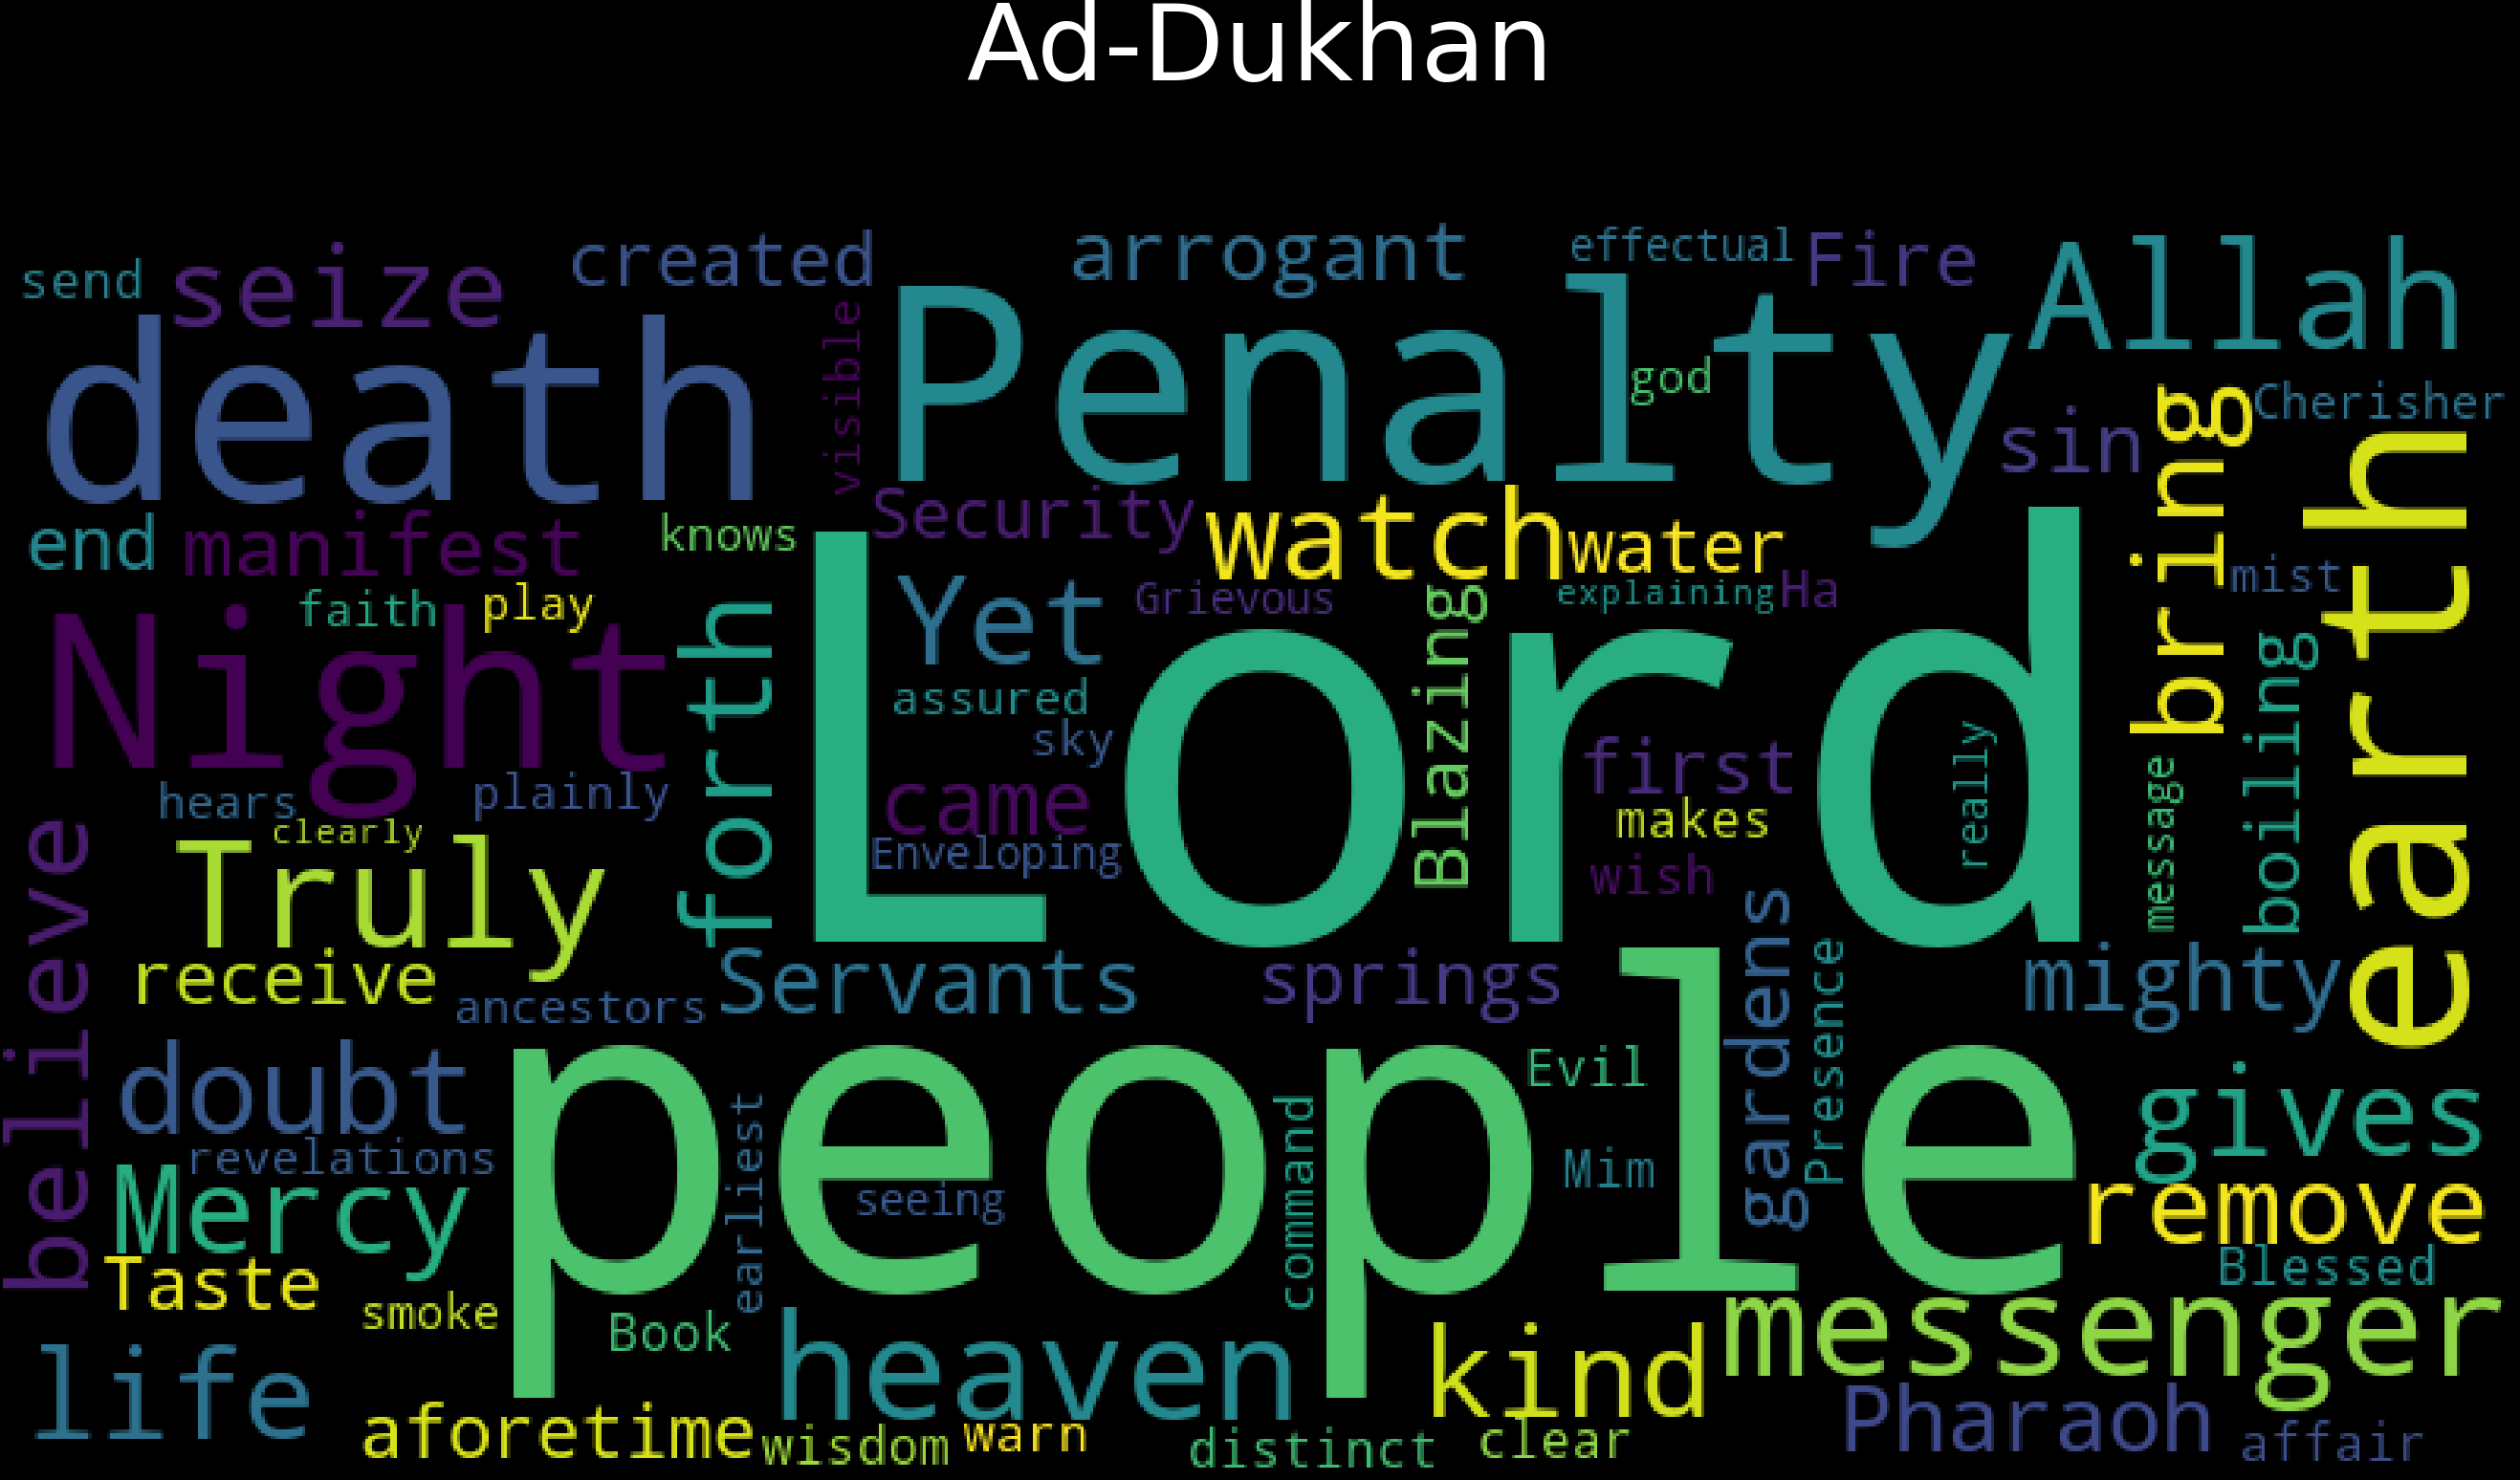 Ad-Dukhan
send
seize
created
arrogant
effectual
Fire
Allah
death
visible
Penalty
god
sin
bring
Cherisher
earth
end
manifest
knows
Security
watch
water
mist
faith
play
Yet
Grievous
explaining
Ha
Night
forth
Lord
Blazing
boiling
assured
sky
first
really
message
hears
plainly
came
makes
clearly
Enveloping
wish
believe
Truly
receive
ancestors
Servants
springs
gardens
Presence
mighty
doubt
people
Evil
gives
revelations
earliest
seeing
command
Mim
Mercy
remove
Taste
smoke
Book
Blessed
life
heaven
kind
messenger
aforetime
wisdom
warn
distinct
clear
Pharaoh
affair